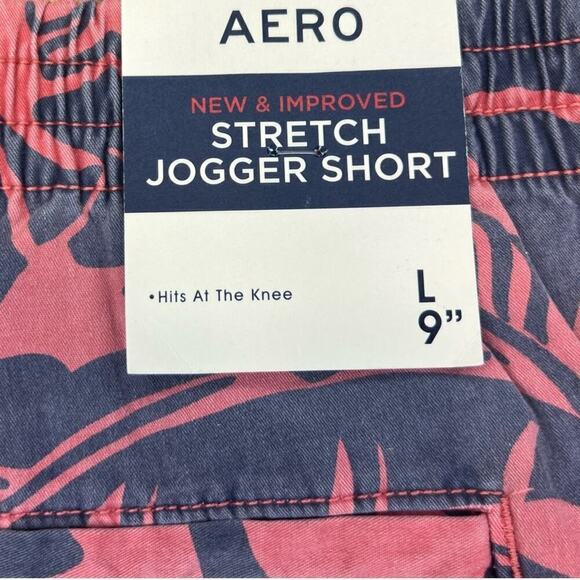 AERO
NEW & IMPROVED
STRETCH
JOGGER SHORT
•Hits At The Knee
L
9”